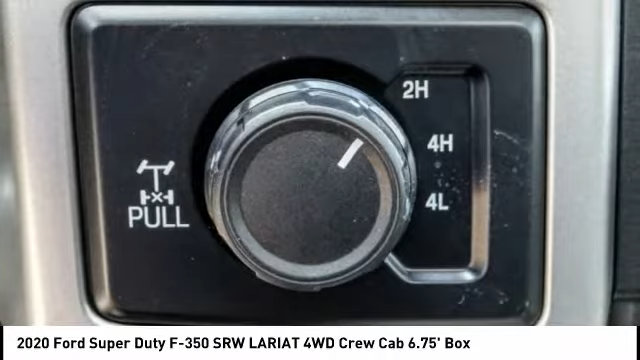 2H
4H
4L
PULL
2020 Ford Super Duty F-350 SRW LARIAT 4WD Crew Cab 6.75' Box